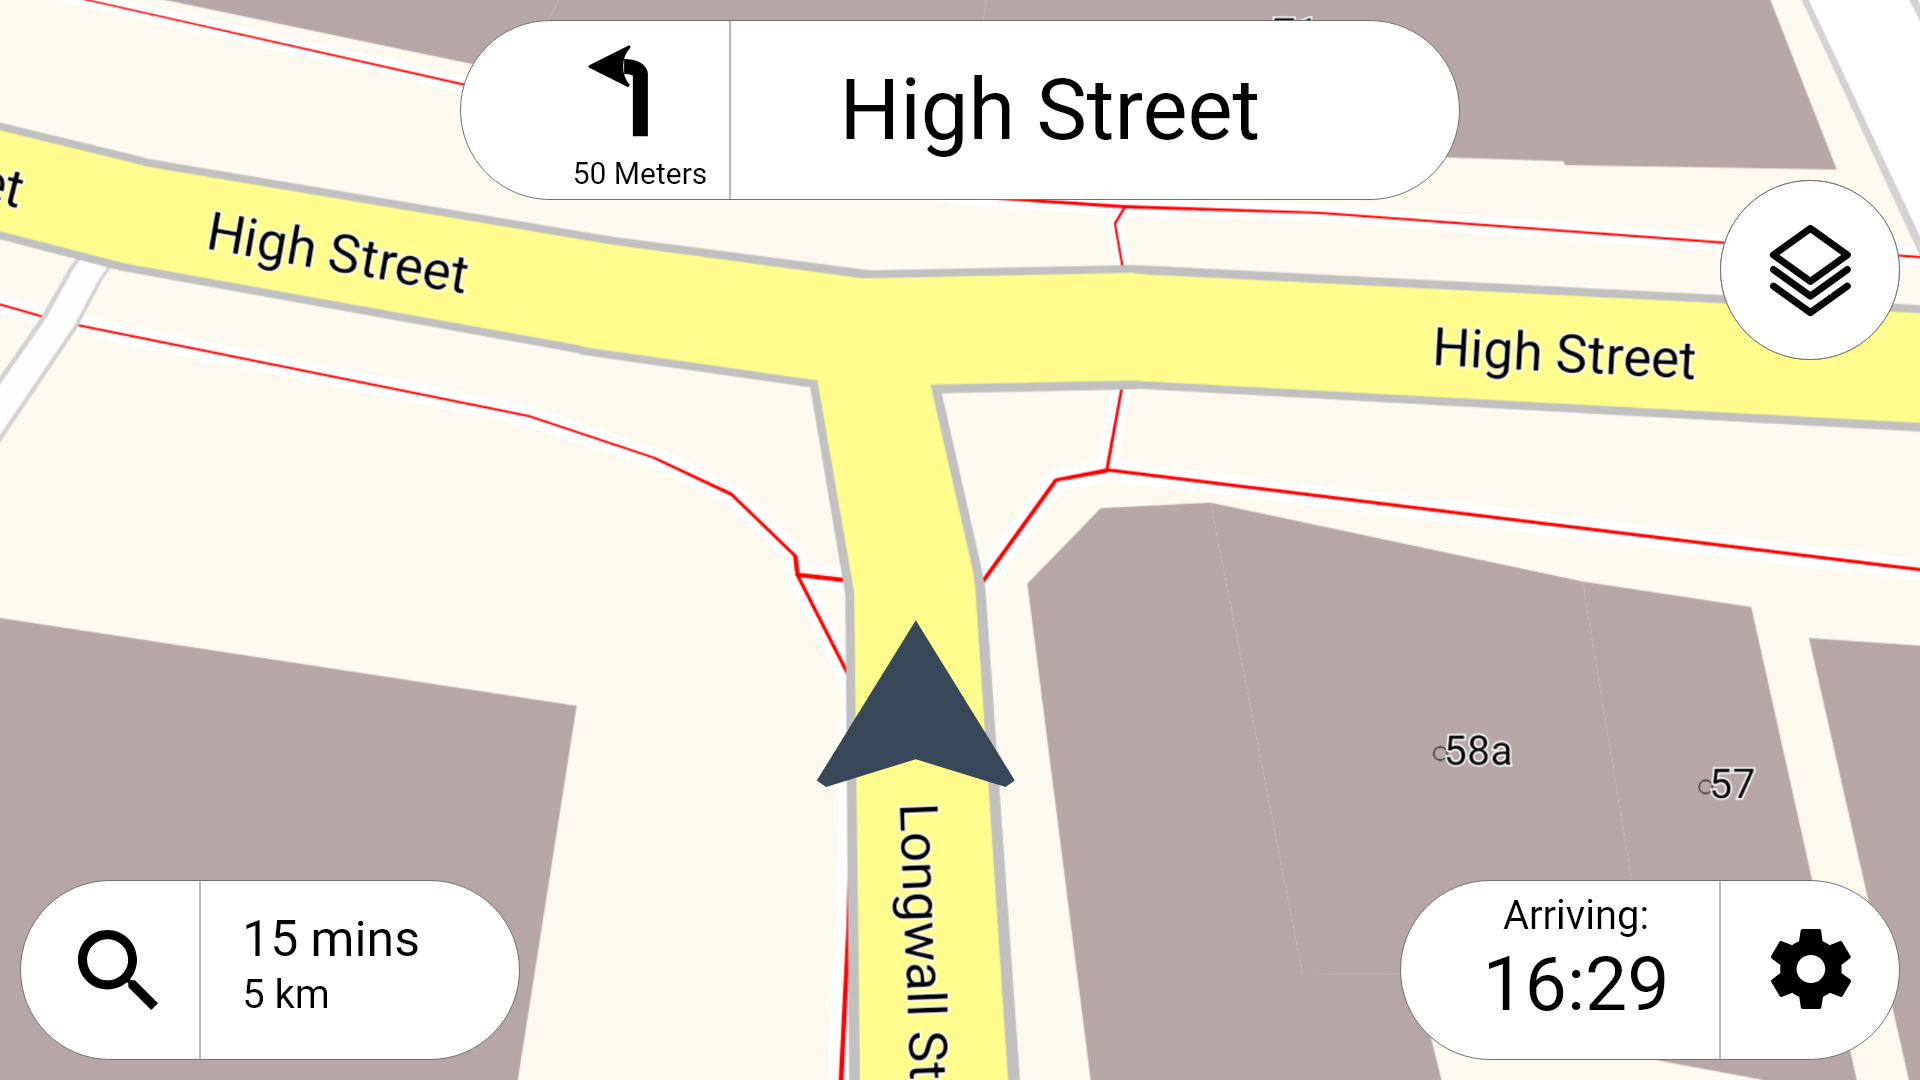 High Street
50 Meters
High Street
High Street
58a
57
Longwall St
15 mins
5 km
Arriving:
16:29